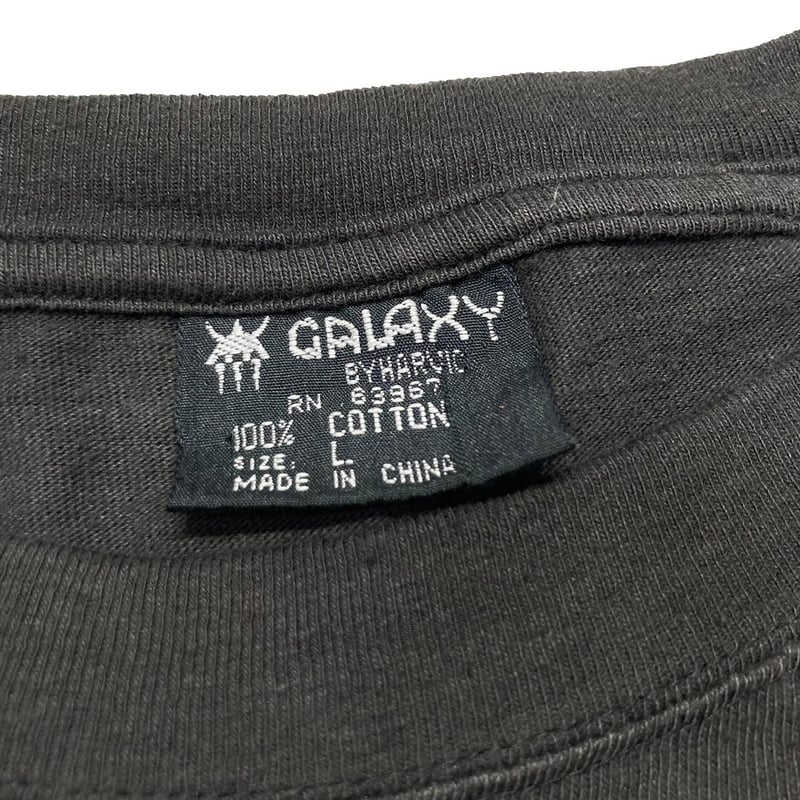 GALAXY
BY HARVIC
RN 63967
100% COTTON
SIZE. L.
MADE IN CHINA